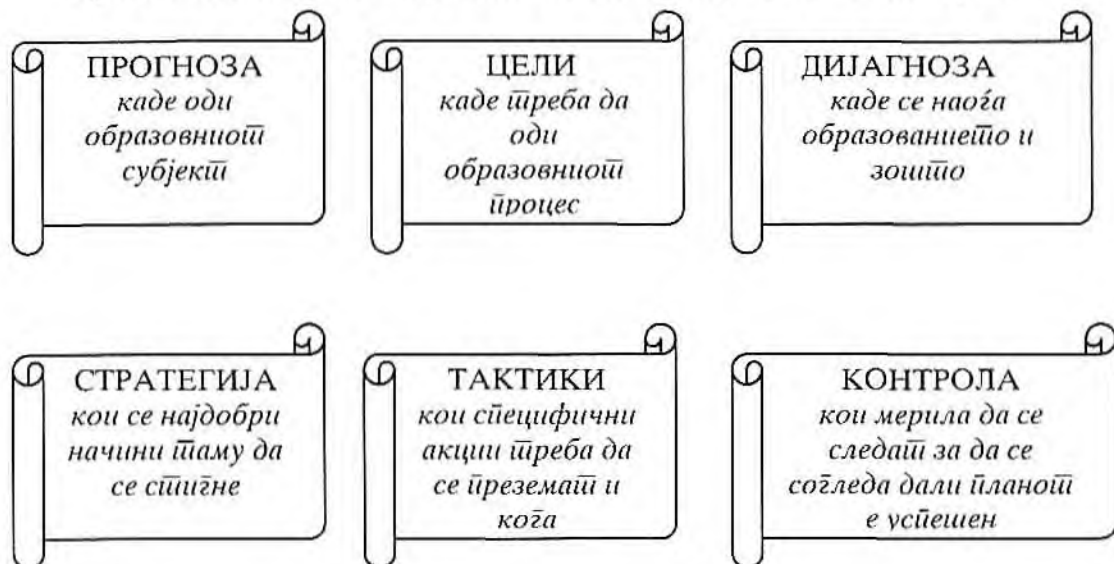 ПРОГНОЗА
каде оди
образовниот
субјект
ЦЕЛИ
каде треба да
оди
образовниот
процес
ДИЈАГНОЗА
каде се наоѓа
образованието и
зошто
СТРАТЕГИЈА
кои се најдобри
начини таму да
се стигне
ТАКТИКИ
кои специфични
акции треба да
се преземат и
кога
КОНТРОЛА
кои мерила да се
следат за да се
согледа дали планот
е успешен